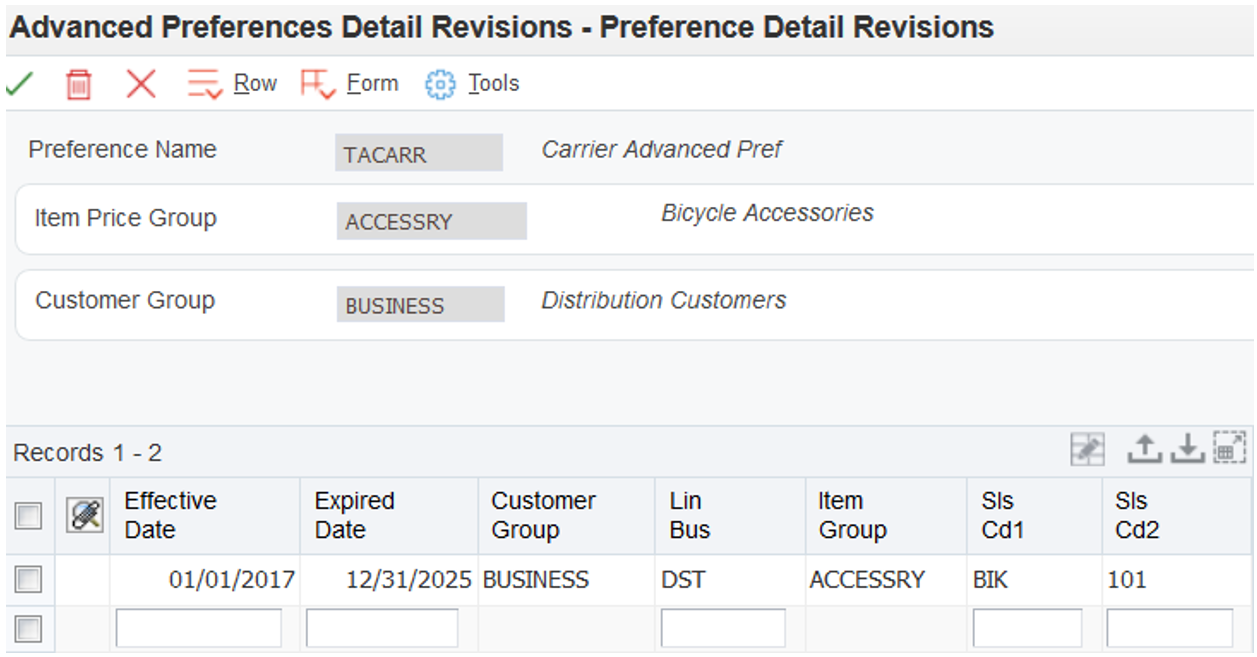 Advanced Preferences Detail Revisions - Preference Detail Revisions
Row Form Tools
Preference Name TACARR Carrier Advanced Pref
Item Price Group ACCESSRY Bicycle Accessories
Customer Group BUSINESS Distribution Customers
Records 1 - 2
Effective Date Expired Date Customer Group Lin Bus Item Group Sls Cd1 Sls Cd2
01/01/2017 12/31/2025 BUSINESS DST ACCESSRY BIK 101